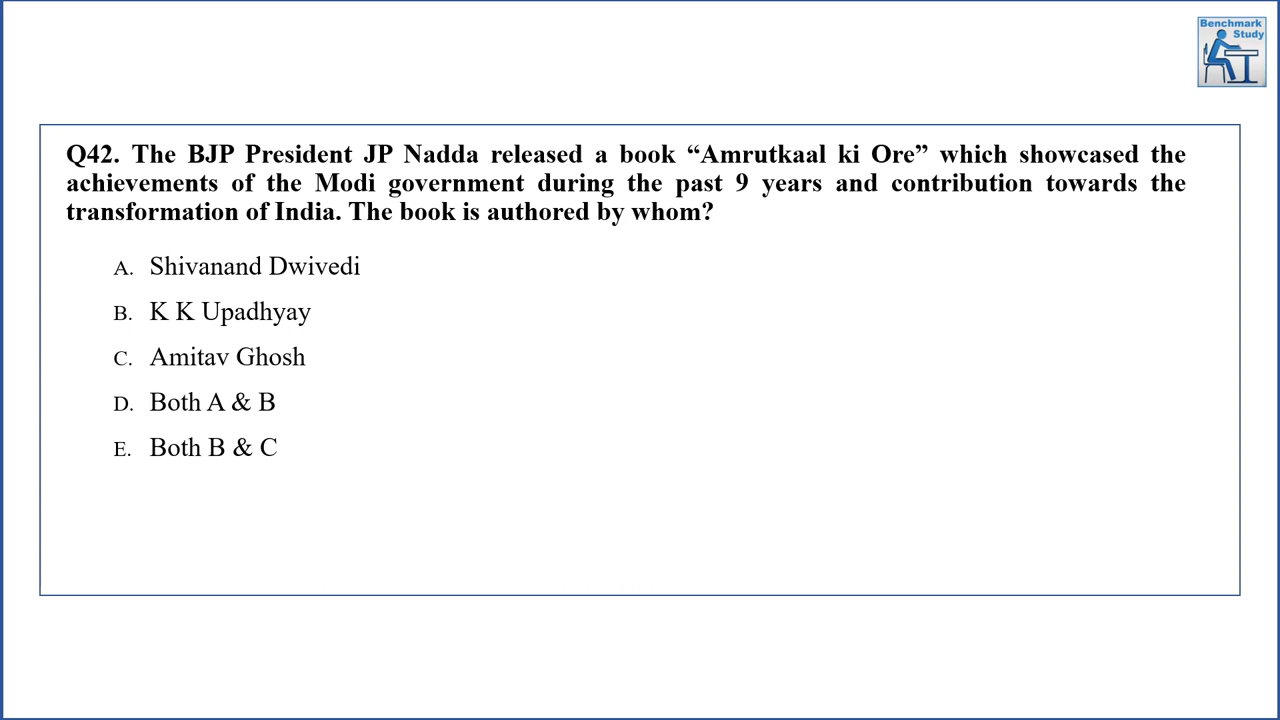 Benchmark
Study
Q42. The BJP President JP Nadda released a book “Amrutkaal ki Ore” which showcased the
achievements of the Modi government during the past 9 years and contribution towards the
transformation of India. The book is authored by whom?
A. Shivanand Dwivedi
B. K K Upadhyay
C. Amitav Ghosh
D. Both A & B
E. Both B & C